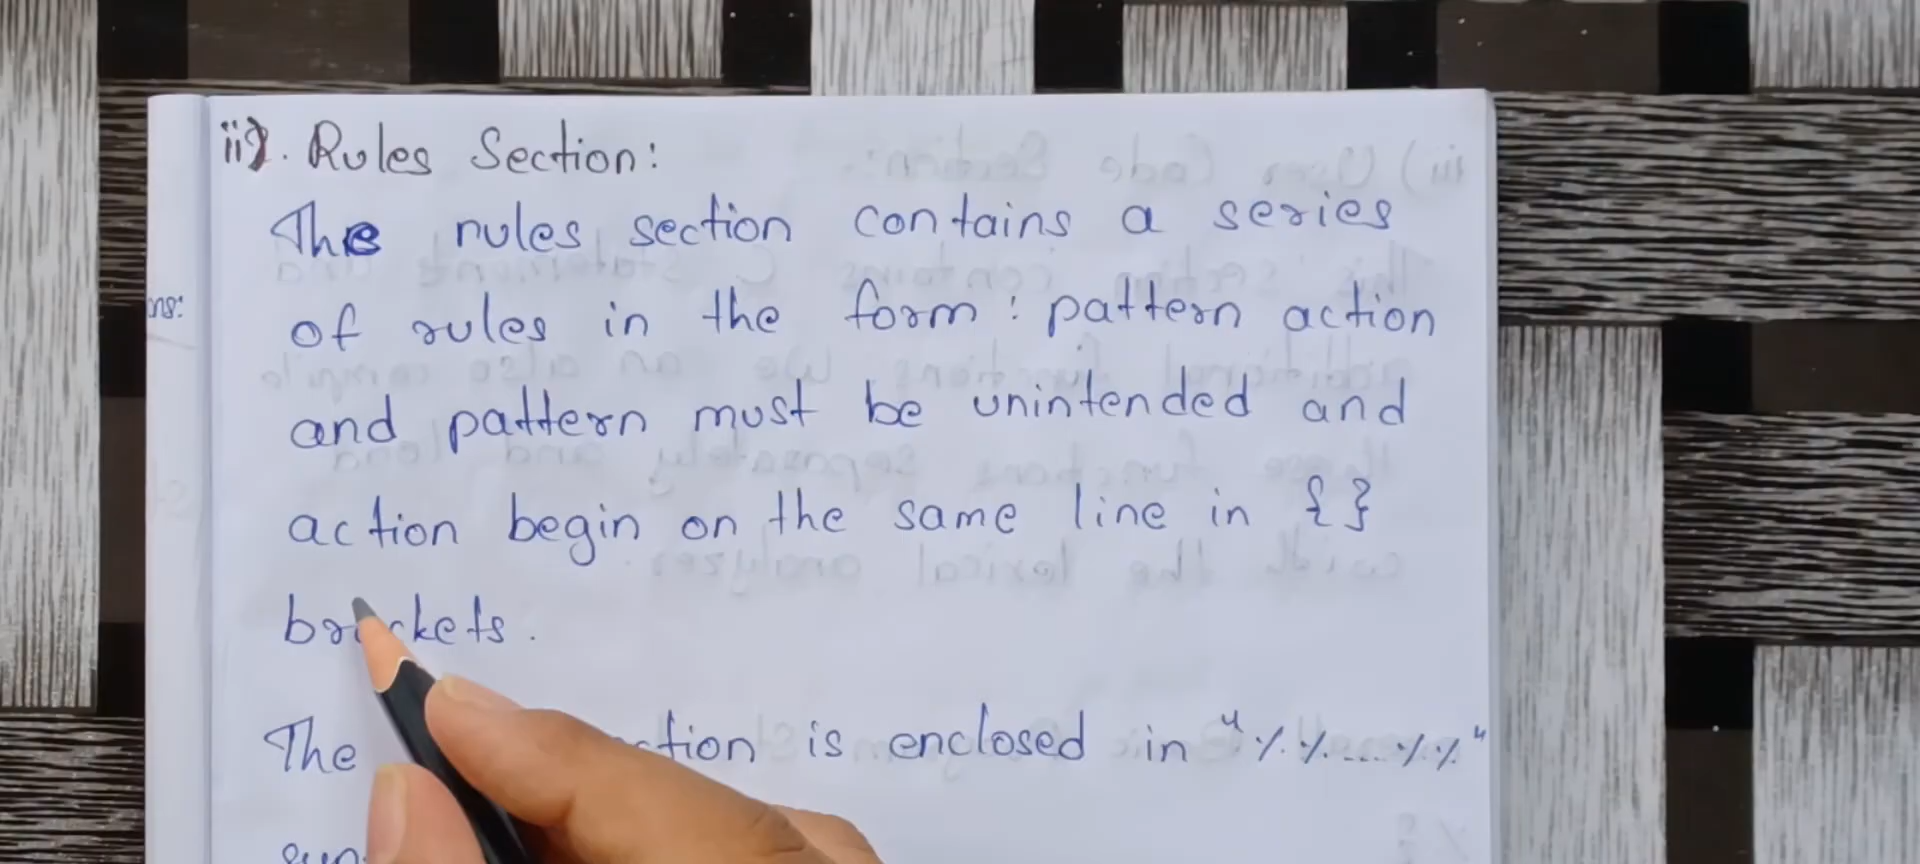 ii). Rules Section:
The rules section contains a series
of rules in the form: pattern action
ns:
and pattern must be unintended and
action begin on the same line in { }
brackets.
The is enclosed in "%%...%%"